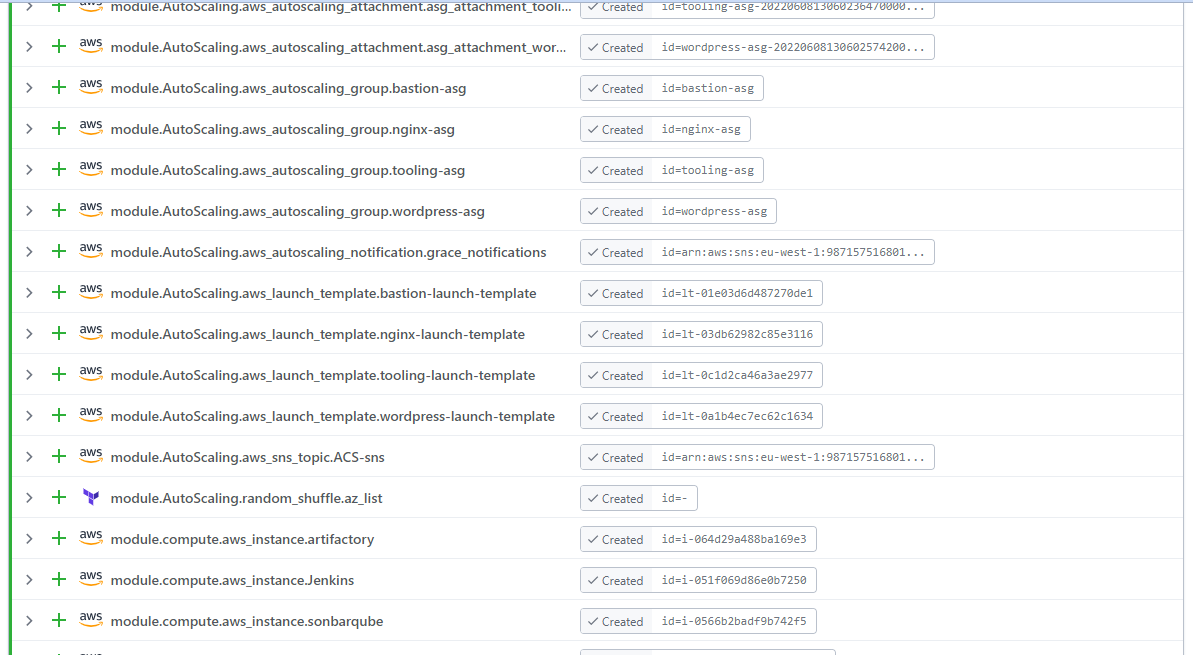 aws module.AutoScaling.aws_autoscaling_attachment.asg_attachment_tooli... Created id=tooling-asg-2022060813060236470000...
aws module.AutoScaling.aws_autoscaling_attachment.asg_attachment_wor... Created id=wordpress-asg-20220608130602574200...
aws module.AutoScaling.aws_autoscaling_group.bastion-asg Created id=bastion-asg
aws module.AutoScaling.aws_autoscaling_group.nginx-asg Created id=nginx-asg
aws module.AutoScaling.aws_autoscaling_group.tooling-asg Created id=tooling-asg
aws module.AutoScaling.aws_autoscaling_group.wordpress-asg Created id=wordpress-asg
aws module.AutoScaling.aws_autoscaling_notification.grace_notifications Created id=arn:aws:sns:eu-west-1:987157516801...
aws module.AutoScaling.aws_launch_template.bastion-launch-template Created id=lt-01e03d6d487270de1
aws module.AutoScaling.aws_launch_template.nginx-launch-template Created id=lt-03db62982c85e3116
aws module.AutoScaling.aws_launch_template.tooling-launch-template Created id=lt-0c1d2ca46a3ae2977
aws module.AutoScaling.aws_launch_template.wordpress-launch-template Created id=lt-0a1b4ec7ec62c1634
aws module.AutoScaling.aws_sns_topic.ACS-sns Created id=arn:aws:sns:eu-west-1:987157516801...
module.AutoScaling.random_shuffle.az_list Created id=-
aws module.compute.aws_instance.artifactory Created id=i-064d29a488ba169e3
aws module.compute.aws_instance.Jenkins Created id=i-051f069d86e0b7250
aws module.compute.aws_instance.sonbarqube Created id=i-0566b2badf9b742f5